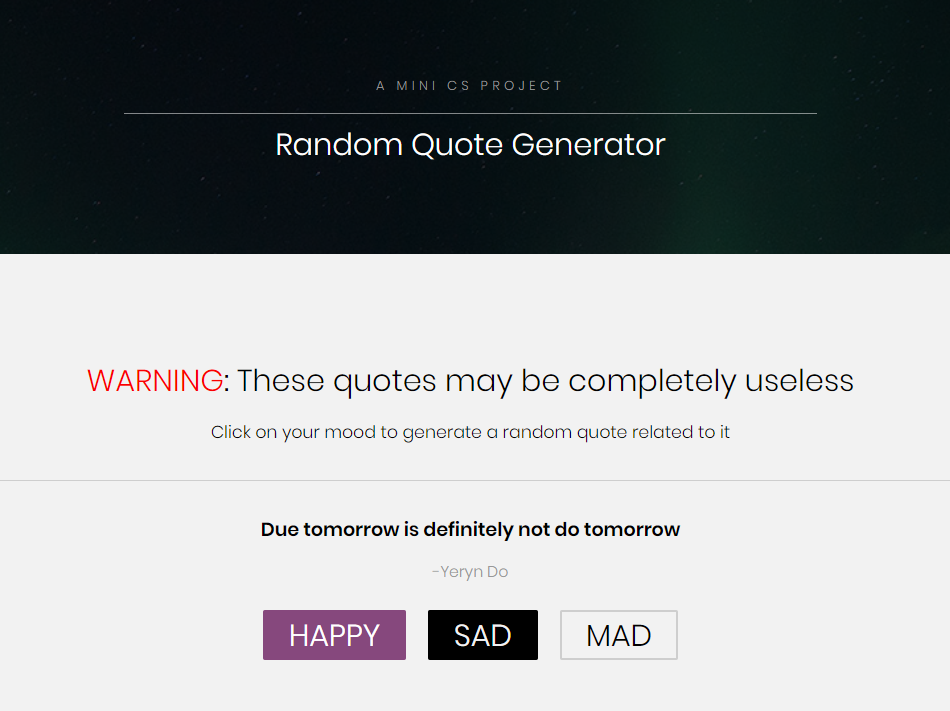 A MINI CS PROJECT
Random Quote Generator
WARNING: These quotes may be completely useless
Click on your mood to generate a random quote related to it
Due tomorrow is definitely not do tomorrow
-Yeryn Do
HAPPY SAD MAD